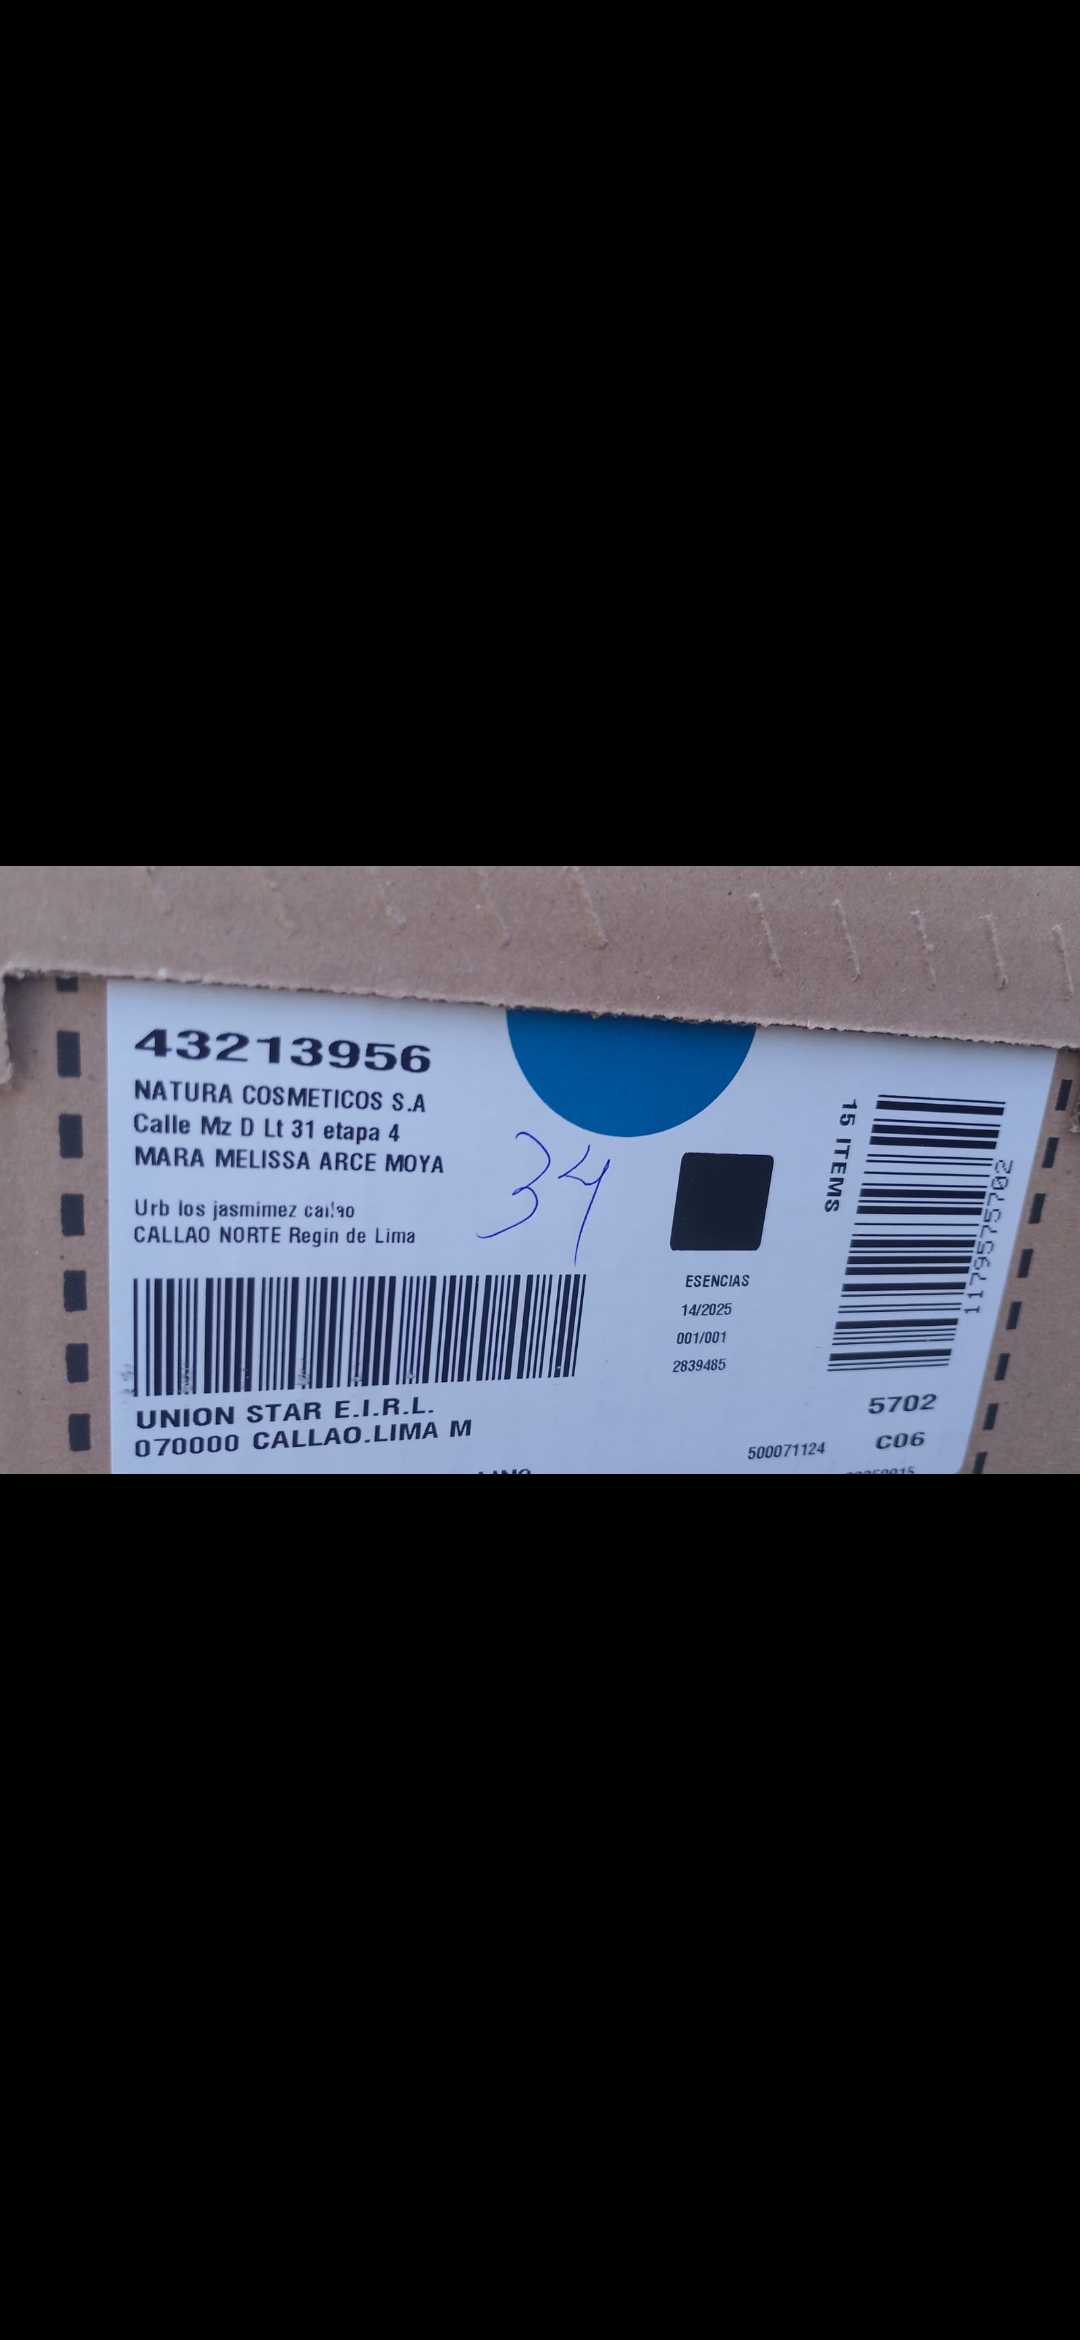 43213956
NATURA COSMETICOS S.A
Calle Mz D Lt 31 etapa 4
MARA MELISSA ARCE MOYA
Urb los jasmimez
CALLAO NORTE Regin de Lima
34
15 ITEMS
1179575702
ESENCIAS
14/2025
001/001
2839485
UNION STAR E.I.R.L.
070000 CALLAO.LIMA M
5702
500071124
C06